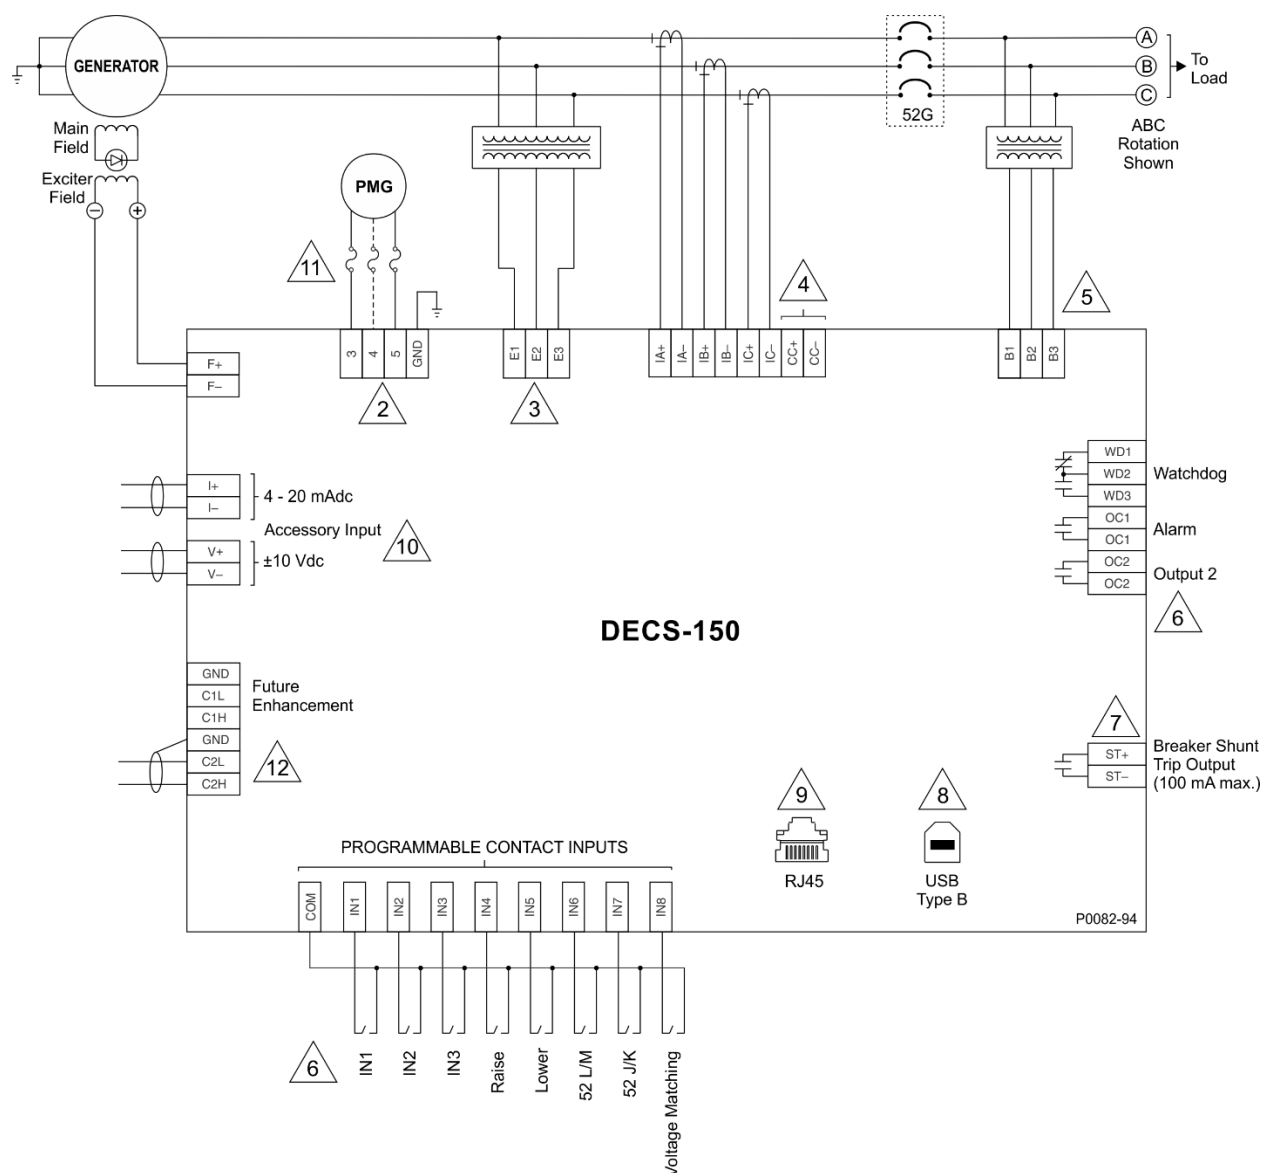 GENERATOR
A
B
C
To
Load
52G
ABC
Rotation
Shown
Main
Field
Exciter
Field
−
+
PMG
11
4
5
3
4
5
GND
E1
E2
E3
IA+
IA−
IB+
IB−
IC+
IC−
CC+
CC−
B1
B2
B3
F+
F−
2
3
I+
I−
4 - 20 mAdc
Accessory Input
10
V+
V−
±10 Vdc
WD1
WD2
WD3
Watchdog
OC1
OC1
Alarm
OC2
OC2
Output 2
6
DECS-150
GND
C1L
C1H
Future
Enhancement
GND
C2L
C2H
12
7
ST+
ST−
Breaker Shunt
Trip Output
(100 mA max.)
9
RJ45
8
USB
Type B
PROGRAMMABLE CONTACT INPUTS
COM
IN1
IN2
IN3
IN4
IN5
IN6
IN7
IN8
P0082-94
6
IN1
IN2
IN3
Raise
Lower
52 L/M
52 J/K
Voltage Matching